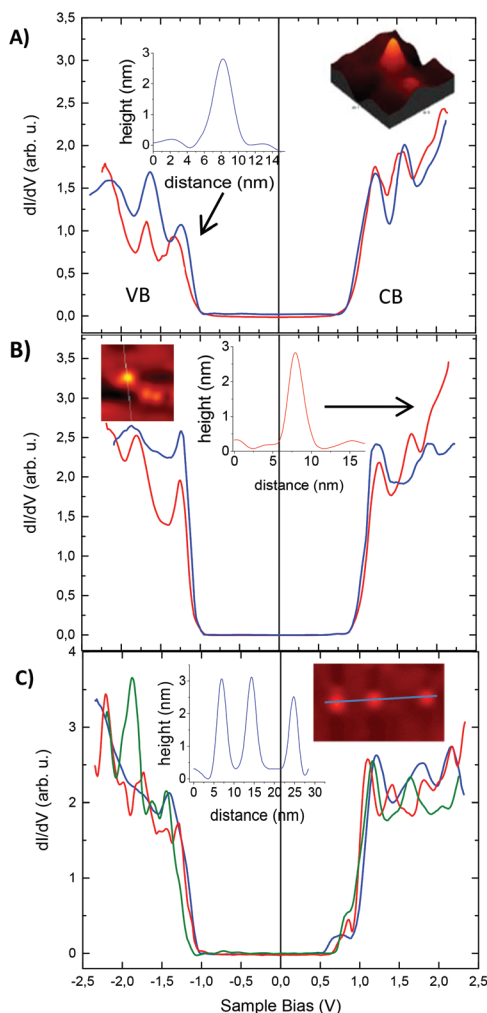 A)
3,5
3,0
2,5
2,0
1,5
1,0
0,5
0,0
dI/dV (arb. u.)
3
2
1
0
height (nm)
0 2 4 6 8 10 12 14
distance (nm)
VB
CB
B)
3,5
3,0
2,5
2,0
1,5
1,0
0,5
0,0
dI/dV (arb. u.)
3
2
1
0
height (nm)
0 5 10 15
distance (nm)
C)
4
3
2
1
0
dI/dV (arb. u.)
3
2
1
0
height (nm)
0 5 10 15 20 25 30
distance (nm)
-2,5 -2,0 -1,5 -1,0 -0,5 0,0 0,5 1,0 1,5 2,0 2,5
Sample Bias (V)